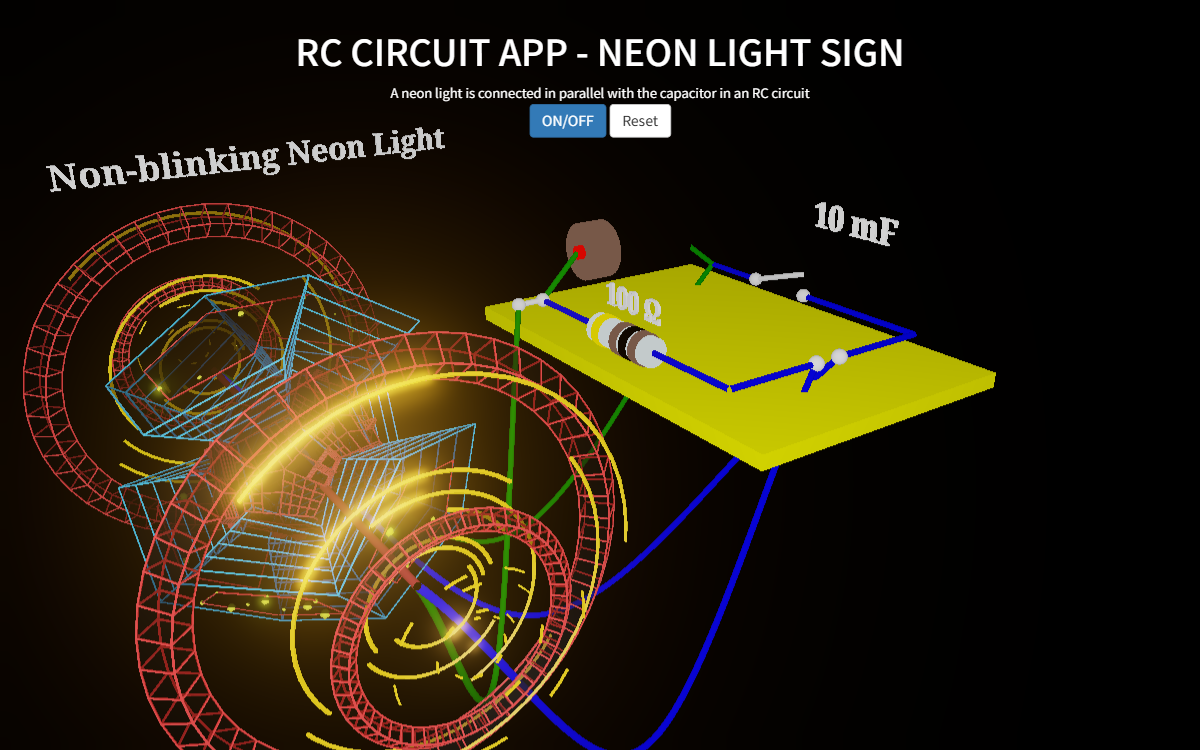 RC CIRCUIT APP - NEON LIGHT SIGN
A neon light is connected in parallel with the capacitor in an RC circuit
ON/OFF Reset
Non-blinking Neon Light
10 mF
100 Ω